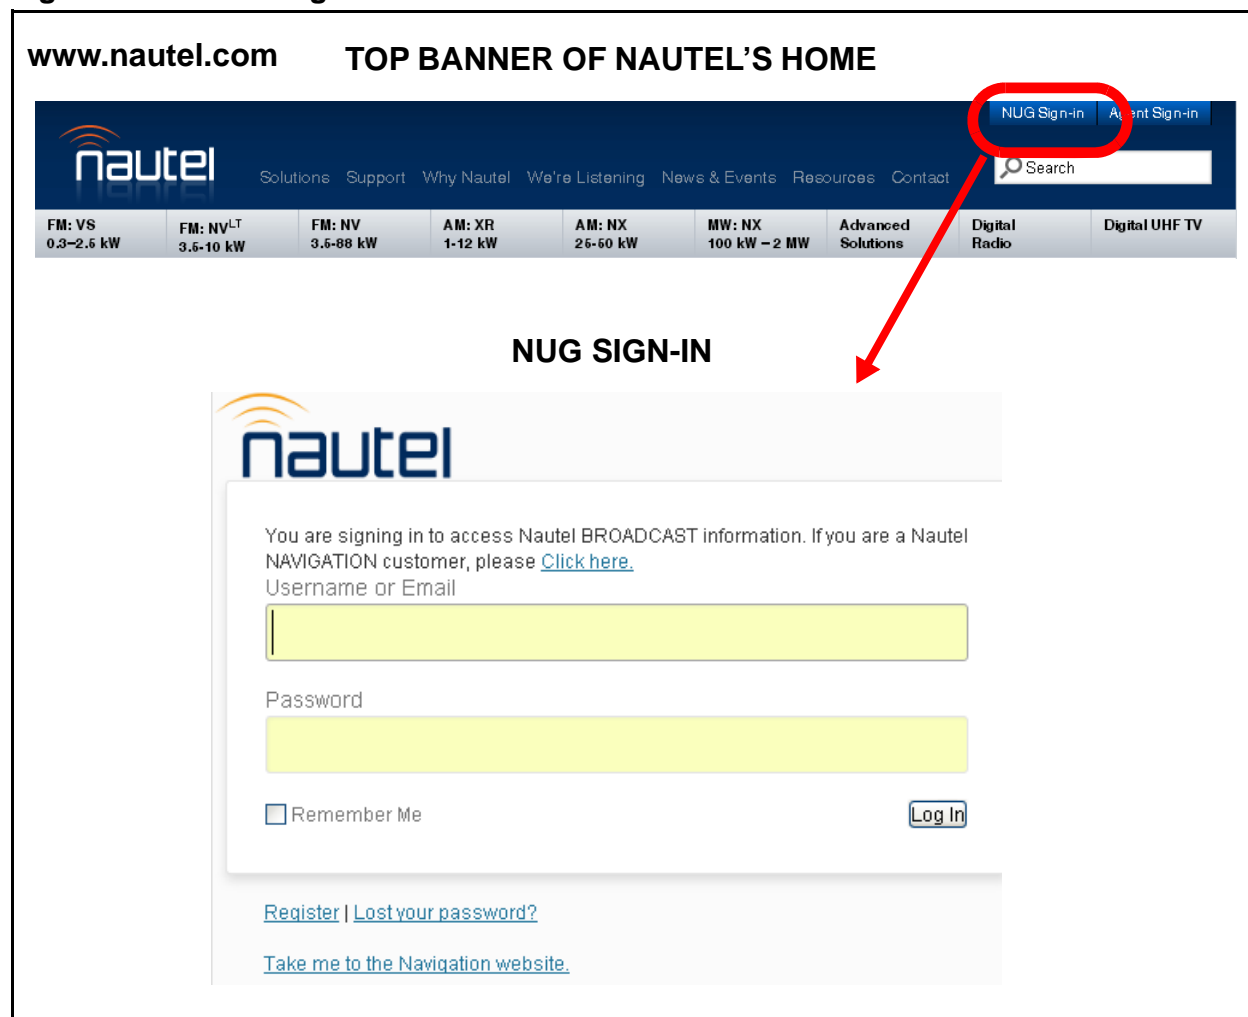 www.nautel.com TOP BANNER OF NAUTEL'S HOME
NUG Sign-in Agent Sign-in
nautel
Solutions Support Why Nautel We're Listening News & Events Resources Contact
Search
FM: VS
0.3–2.5 kW
FM: NVLT
3.5-10 kW
FM: NV
3.5-88 kW
AM: XR
1-12 kW
AM: NX
25-50 kW
MW: NX
100 kW – 2 MW
Advanced
Solutions
Digital
Radio
Digital UHF TV
NUG SIGN-IN
nautel
You are signing in to access Nautel BROADCAST information. If you are a Nautel
NAVIGATION customer, please Click here.
Username or Email
Password
Remember Me
Log In
Register | Lost your password?
Take me to the Navigation website.